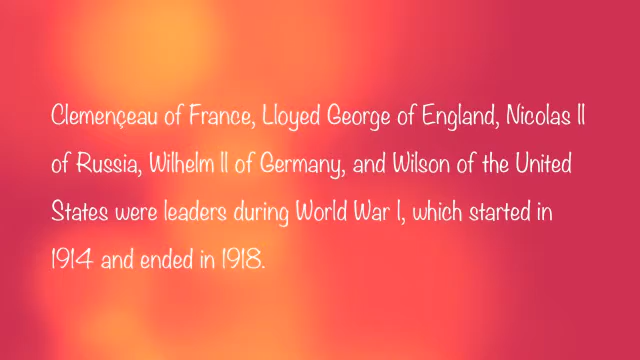 Clemençeau of France, Lloyed George of England, Nicolas II
of Russia, Wilhelm II of Germany, and Wilson of the United
States were leaders during World War I, which started in
1914 and ended in 1918.